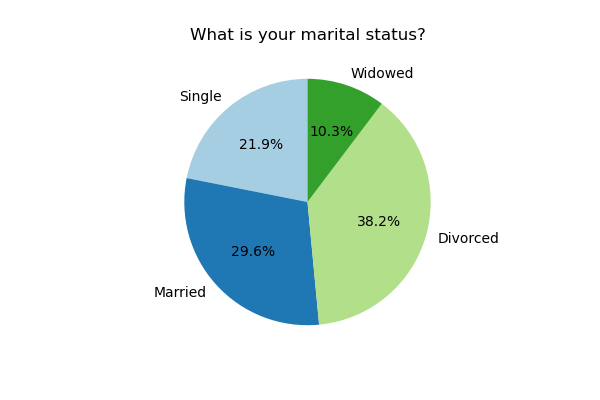 What is your marital status?
Widowed
Single
10.3%
21.9%
38.2%
Divorced
29.6%
Married